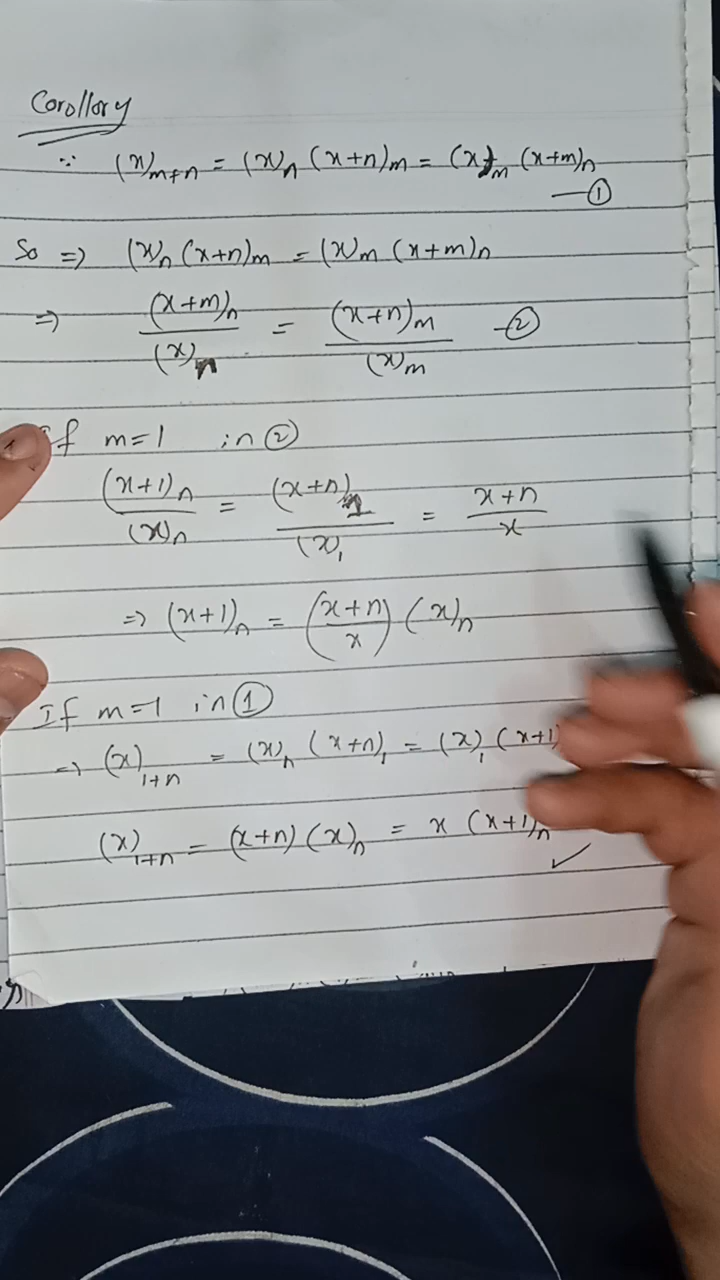 Corollory
∵ (x)m+n = (x)n (x+n)m = (x)m (x+m)n
—①
So ⇒ (x)n (x+n)m = (x)m (x+m)n
⇒ (x+m)n / (x)n = (x+n)m / (x)m —②
If m=1 in ②
(x+1)n / (x)n = (x+n)1 / (x)1 = x+n / x
⇒ (x+1)n = (x+n / x) (x)n
If m=1 in ①
⇒ (x)1+n = (x)n (x+n)1 = (x)1 (x+1)
(x)1+n = (x+n) (x)n = x (x+1)n